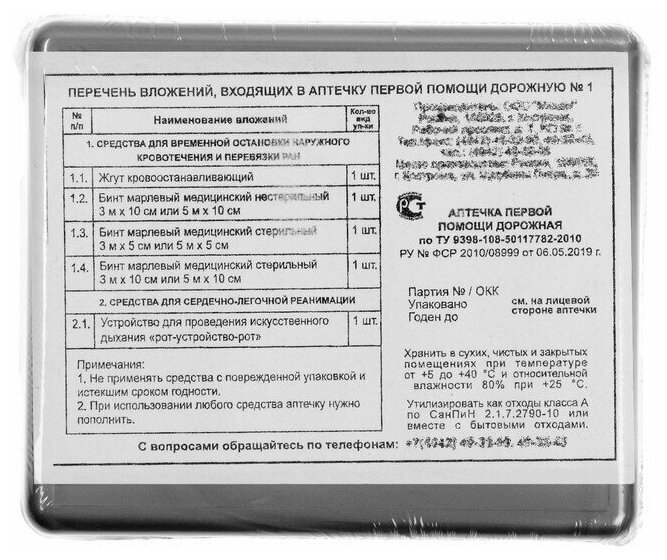 ПЕРЕЧЕНЬ ВЛОЖЕНИЙ, ВХОДЯЩИХ В АПТЕЧКУ ПЕРВОЙ ПОМОЩИ ДОРОЖНУЮ № 1
№ п/п Наименование вложений Кол-во вид уп-ки
1. СРЕДСТВА ДЛЯ ВРЕМЕННОЙ ОСТАНОВКИ НАРУЖНОГО
КРОВОТЕЧЕНИЯ И ПЕРЕВЯЗКИ РАН
1.1. Жгут кровоостанавливающий 1 шт.
1.2. Бинт марлевый медицинский нестерильный
3 м х 10 см или 5 м х 10 см 1 шт.
1.3. Бинт марлевый медицинский стерильный
3 м х 5 см или 5 м х 5 см 1 шт.
1.4. Бинт марлевый медицинский стерильный
3 м х 10 см или 5 м х 10 см 1 шт.
2. СРЕДСТВА ДЛЯ СЕРДЕЧНО-ЛЕГОЧНОЙ РЕАНИМАЦИИ
2.1. Устройство для проведения искусственного
дыхания «рот-устройство-рот» 1 шт.
Примечания:
1. Не применять средства с поврежденной упаковкой и
истекшим сроком годности.
2. При использовании любого средства аптечку нужно
пополнить.
Производитель: ООО
Россия
РСТ
АПТЕЧКА ПЕРВОЙ
ПОМОЩИ ДОРОЖНАЯ
по ТУ 9398-108-50117782-2010
РУ № ФСР 2010/08999 от 06.05.2019 г.
Партия № / ОКК
Упаковано
Годен до
см. на лицевой
стороне аптечки
Хранить в сухих, чистых и закрытых
помещениях при температуре
от +5 до +40 °С и относительной
влажности 80% при +25 °С.
Утилизировать как отходы класса А
по СанПиН 2.1.7.2790-10 или
вместе с бытовыми отходами.
С вопросами обращайтесь по телефонам: